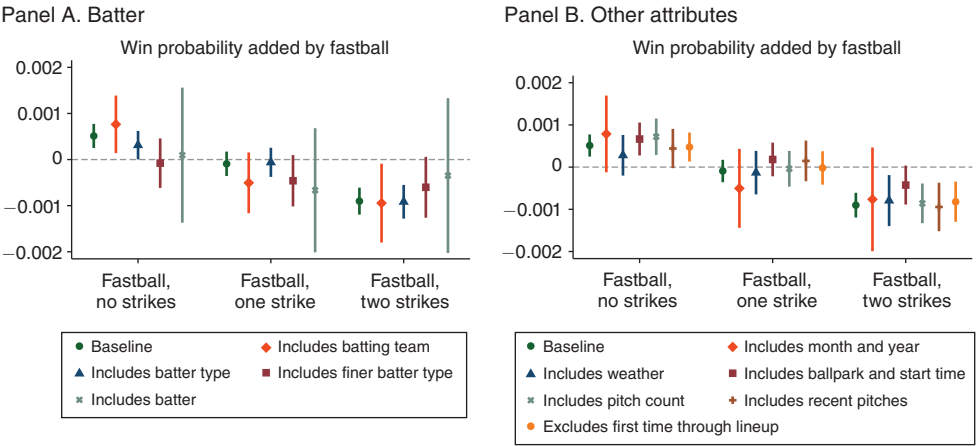 Panel A. Batter
Win probability added by fastball
0.002
0.001
0
−0.001
−0.002
Fastball,
no strikes
Fastball,
one strike
Fastball,
two strikes
Baseline
Includes batting team
Includes batter type
Includes finer batter type
Includes batter
Panel B. Other attributes
Win probability added by fastball
0.002
0.001
0
−0.001
−0.002
Fastball,
no strikes
Fastball,
one strike
Fastball,
two strikes
Baseline
Includes month and year
Includes weather
Includes ballpark and start time
Includes pitch count
Includes recent pitches
Excludes first time through lineup